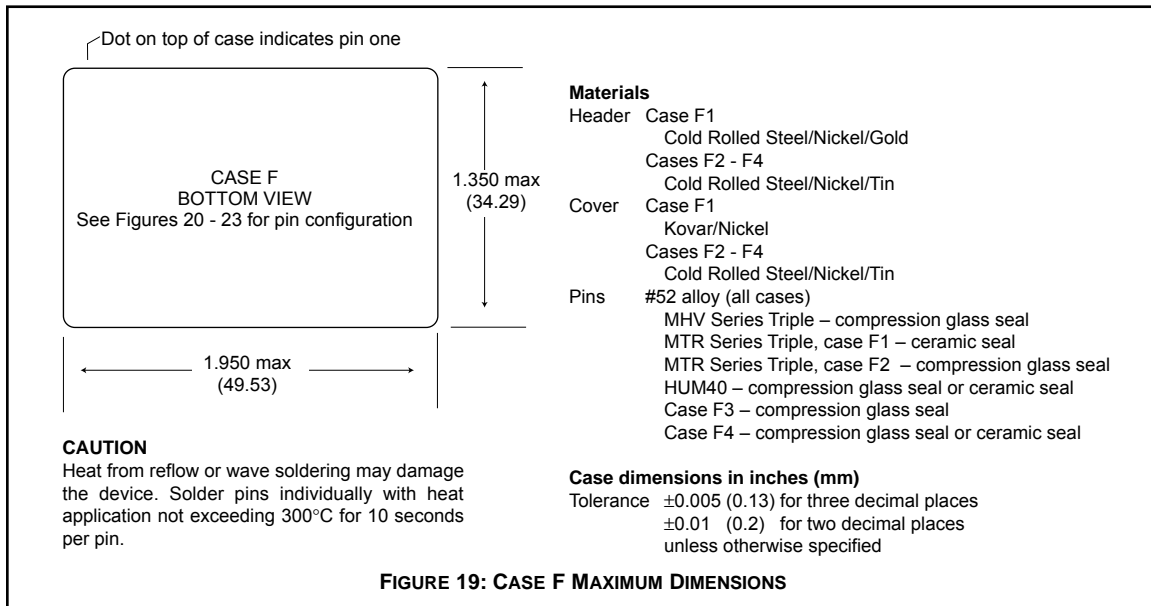 Dot on top of case indicates pin one
CASE F
BOTTOM VIEW
See Figures 20 - 23 for pin configuration
1.350 max
(34.29)
1.950 max
(49.53)
CAUTION
Heat from reflow or wave soldering may damage
the device. Solder pins individually with heat
application not exceeding 300°C for 10 seconds
per pin.
Materials
Header Case F1
Cold Rolled Steel/Nickel/Gold
Cases F2 - F4
Cold Rolled Steel/Nickel/Tin
Cover Case F1
Kovar/Nickel
Cases F2 - F4
Cold Rolled Steel/Nickel/Tin
Pins #52 alloy (all cases)
MHV Series Triple – compression glass seal
MTR Series Triple, case F1 – ceramic seal
MTR Series Triple, case F2 – compression glass seal
HUM40 – compression glass seal or ceramic seal
Case F3 – compression glass seal
Case F4 – compression glass seal or ceramic seal
Case dimensions in inches (mm)
Tolerance ±0.005 (0.13) for three decimal places
±0.01 (0.2) for two decimal places
unless otherwise specified
FIGURE 19: CASE F MAXIMUM DIMENSIONS